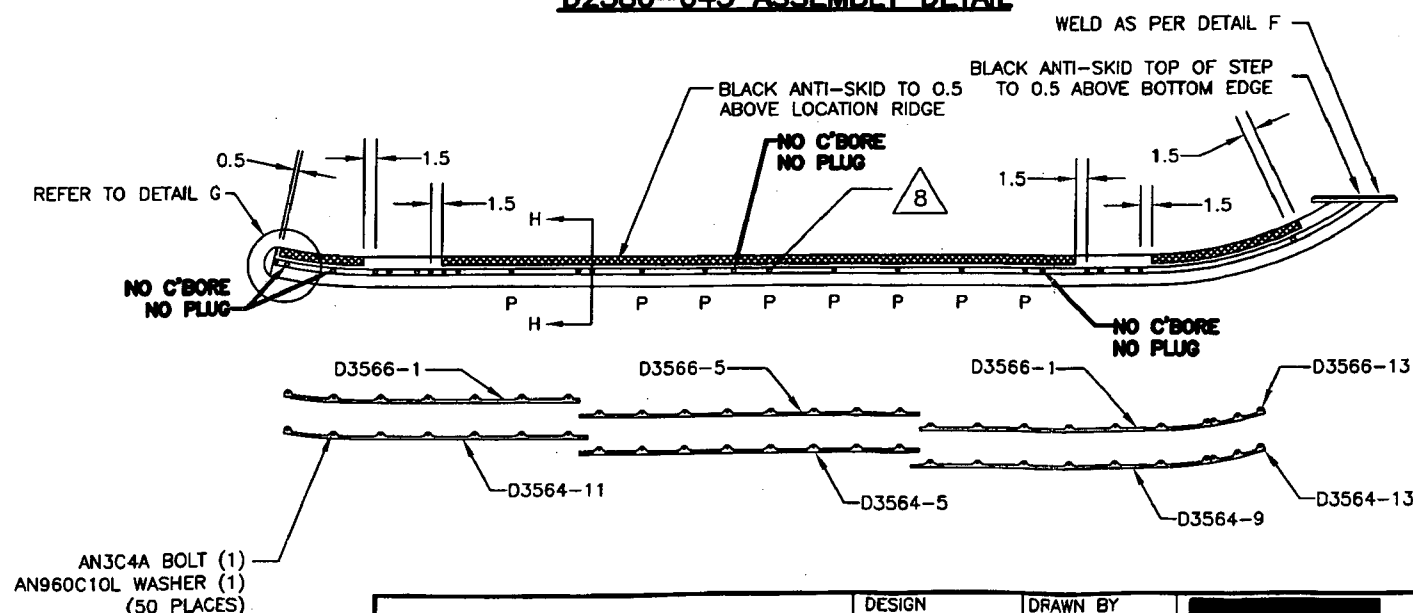 ASSEMBLY DETAIL
WELD AS PER DETAIL F
BLACK ANTI-SKID TOP OF STEP
TO 0.5 ABOVE BOTTOM EDGE
BLACK ANTI-SKID TO 0.5
ABOVE LOCATION RIDGE
NO C'BORE
NO PLUG
0.5
1.5
1.5
1.5
1.5
1.5
8
REFER TO DETAIL G
H
H
NO C'BORE
NO PLUG
P P P P P P P P
NO C'BORE
NO PLUG
D3566-1
D3566-5
D3566-1
D3566-13
D3564-11
D3564-5
D3564-9
D3564-13
AN3C4A BOLT (1)
AN960C10L WASHER (1)
(50 PLACES)
DESIGN
DRAWN BY